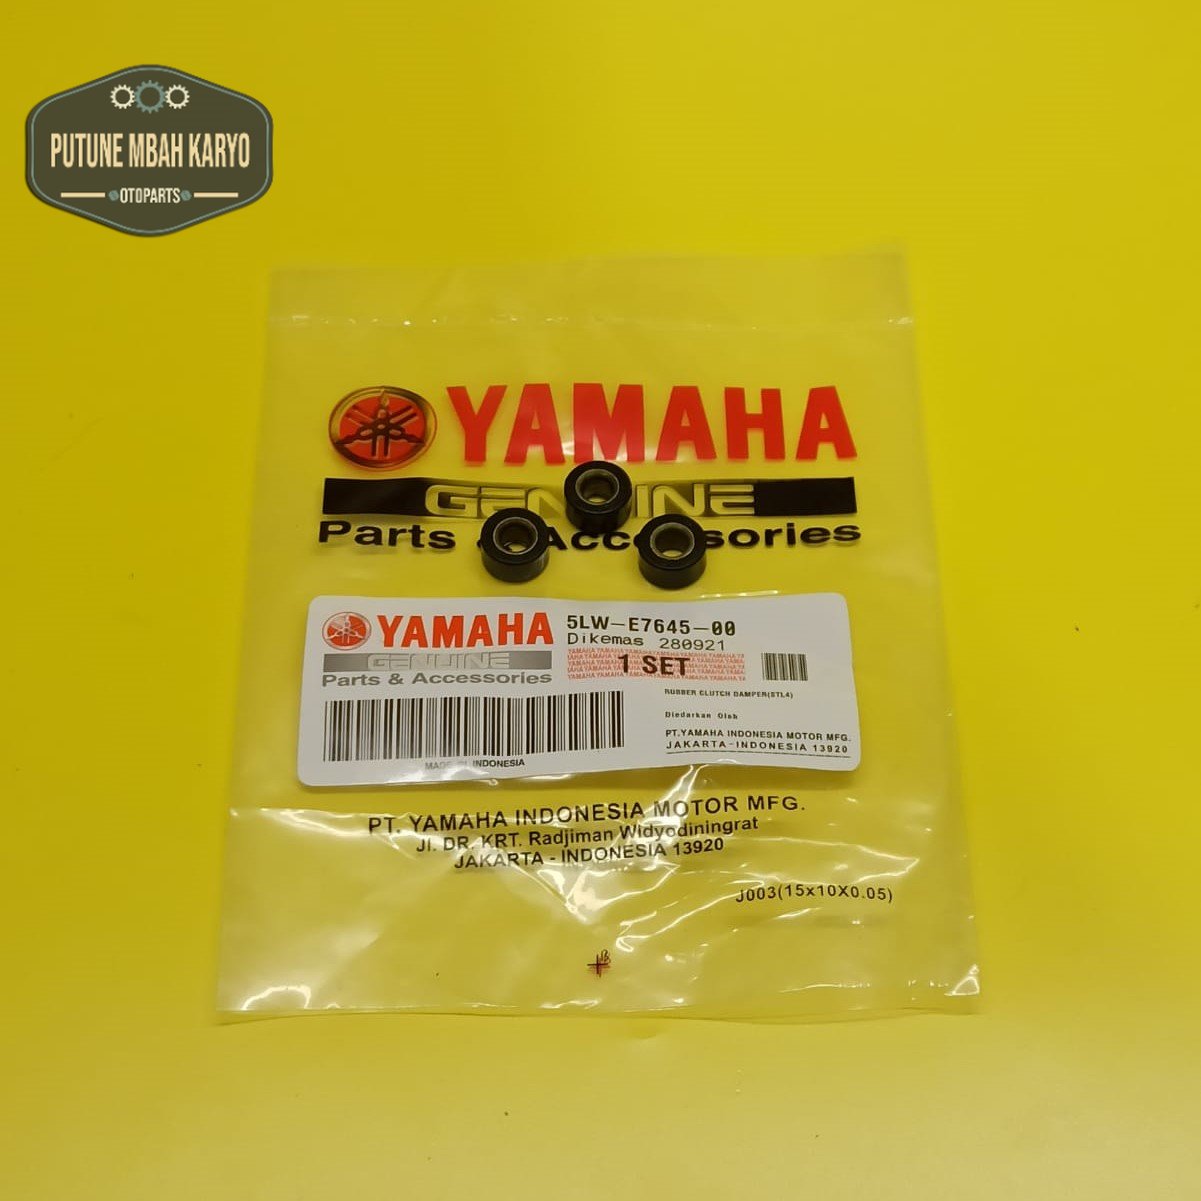 PUTUNE MBAH KARYO
OTOPARTS
YAMAHA
GENUINE
Parts & Accessories
YAMAHA
GENUINE
Parts & Accessories
MADE IN INDONESIA
5LW-E7645-00
Dikemas 280921
1 SET
RUBBER CLUTCH DAMPER(STL4)
Diedarkan Oleh
PT.YAMAHA INDONESIA MOTOR MFG.
JAKARTA - INDONESIA 13920
PT. YAMAHA INDONESIA MOTOR MFG.
Jl. DR. KRT. Radjiman Widyodiningrat
JAKARTA - INDONESIA 13920
J003(15x10X0.05)